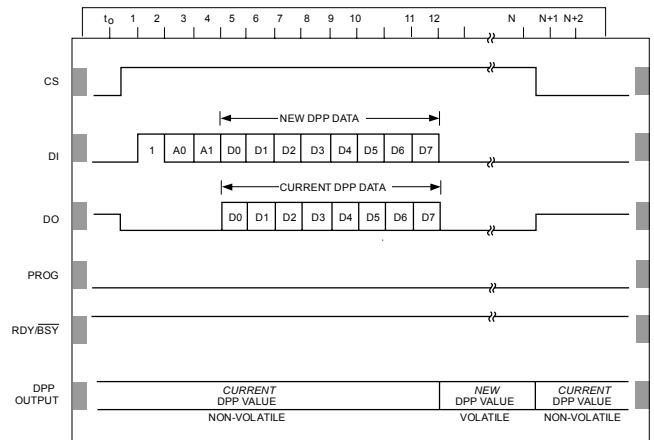 to 1 2 3 4 5 6 7 8 9 10 11 12 N N+1 N+2
CS
NEW DPP DATA
DI 1 A0 A1 D0 D1 D2 D3 D4 D5 D6 D7
CURRENT DPP DATA
DO D0 D1 D2 D3 D4 D5 D6 D7
PROG
RDY/BSY
DPP OUTPUT
CURRENT DPP VALUE NON-VOLATILE
NEW DPP VALUE VOLATILE
CURRENT DPP VALUE NON-VOLATILE